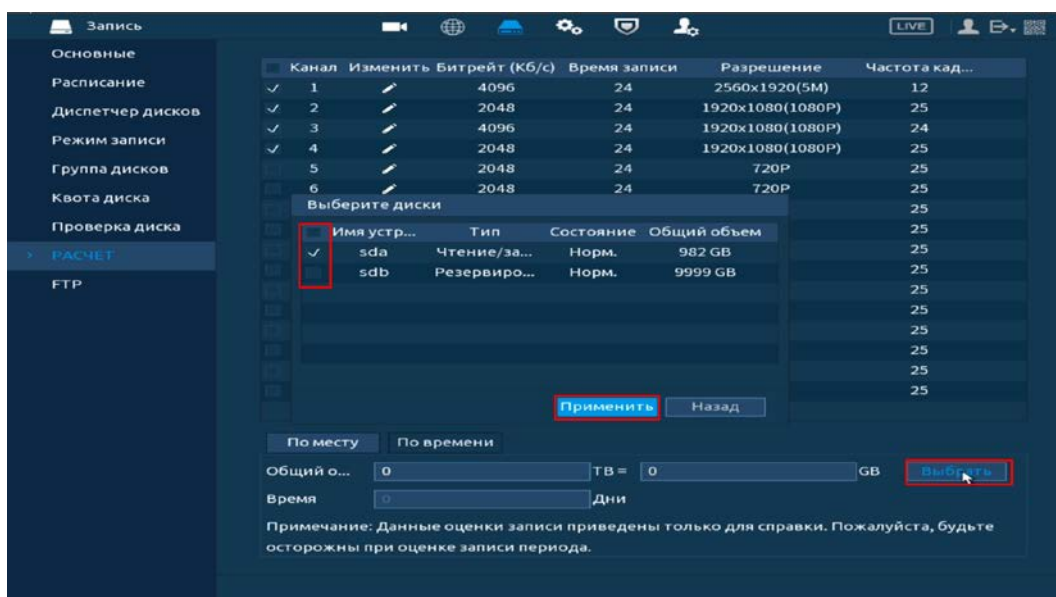 Запись LIVE
Основные
Расписание
Диспетчер дисков
Режим записи
Группа дисков
Квота диска
Проверка диска
РАСЧЕТ
FTP
Канал Изменить Битрейт (Кб/с) Время записи Разрешение Частота кад...
1 4096 24 2560x1920(5M) 12
2 2048 24 1920x1080(1080P) 25
3 4096 24 1920x1080(1080P) 24
4 2048 24 1920x1080(1080P) 25
5 2048 24 720P 25
6 2048 24 720P 25
25
25
25
25
25
25
25
25
25
25
Выберите диски
Имя устр... Тип Состояние Общий объем
sda Чтение/за... Норм. 982 GB
sdb Резервиро... Норм. 9999 GB
Применить Назад
По месту По времени
Общий о... 0 TB = 0 GB Выбрать
Время 0 Дни
Примечание: Данные оценки записи приведены только для справки. Пожалуйста, будьте
осторожны при оценке записи периода.